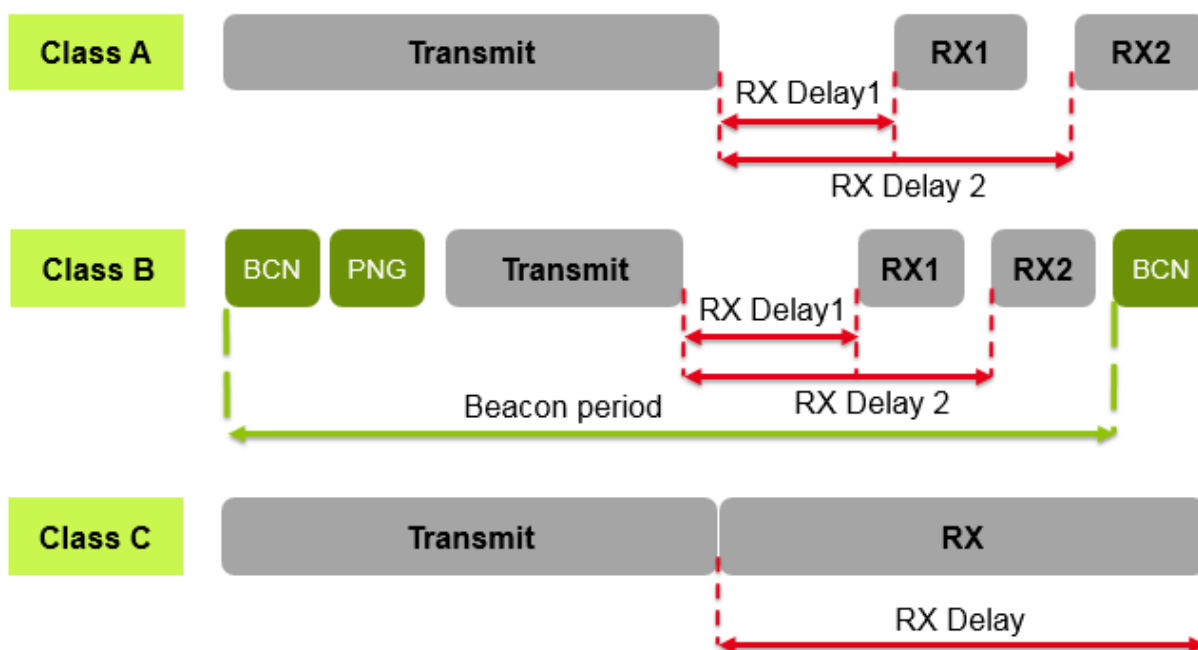 Class A
Transmit
RX1
RX2
RX Delay1
RX Delay 2
Class B
BCN
PNG
Transmit
RX1
RX2
BCN
RX Delay1
RX Delay 2
Beacon period
Class C
Transmit
RX
RX Delay